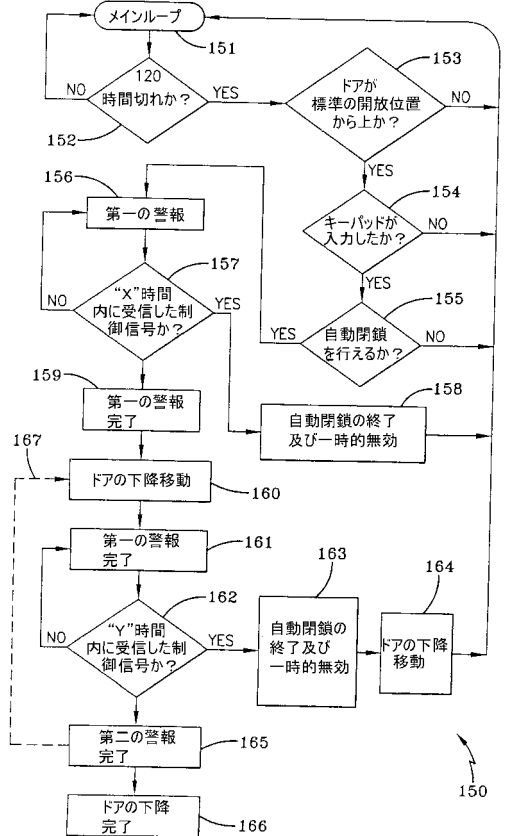 メインループ
151
120
時間切れか?
152
NO
YES
ドアが
標準の開放位置
から上か?
153
NO
YES
キーパッドが
入力したか?
154
NO
YES
自動閉鎖
を行えるか?
155
YES
NO
156
第一の警報
157
"X"時間
内に受信した制
御信号か?
NO
YES
158
自動閉鎖の終了
及び一時的無効
159
第一の警報
完了
167
ドアの下降移動
160
第一の警報
完了
161
162
"Y"時間
内に受信した制
御信号か?
NO
YES
163
自動閉鎖の
終了及び
一時的無効
164
ドアの下降
移動
第二の警報
完了
165
ドアの下降
完了
166
150